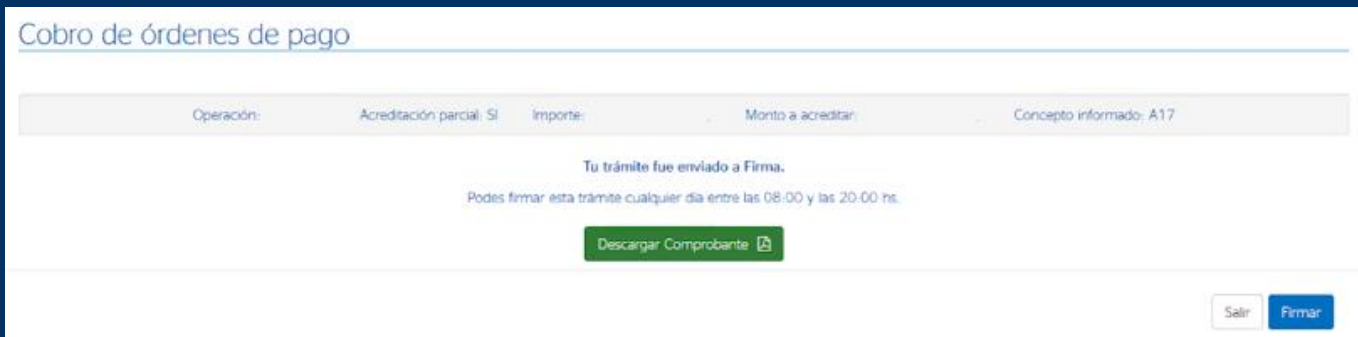 Cobro de órdenes de pago
Operación: Acreditación parcial: SI Importe: Monto a acreditar: Concepto informado: A17
Tu trámite fue enviado a Firma.
Podes firmar esta trámite cualquier día entre las 08:00 y las 20:00 hs.
Descargar Comprobante
Salir Firmar